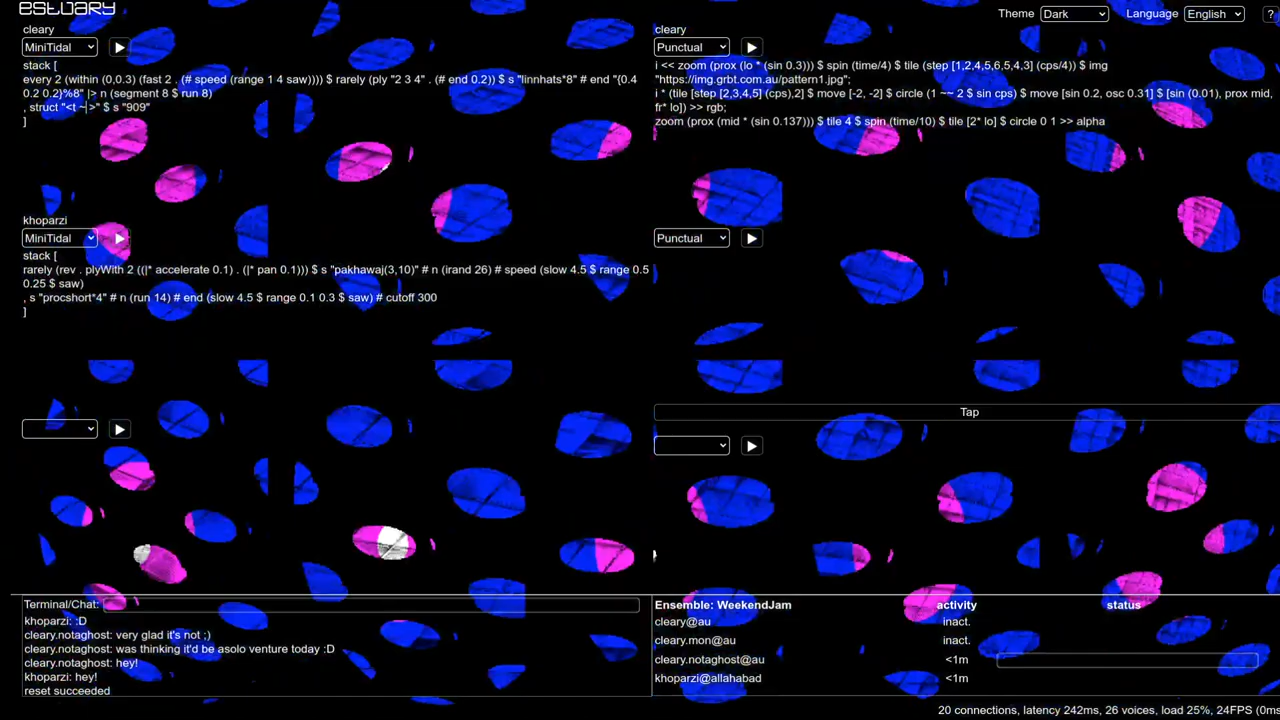 estuary
Theme Dark Language English ?
cleary
MiniTidal
stack [
every 2 (within (0,0.3) (fast 2 . (# speed (range 1 4 saw)))) $ rarely (ply "2 3 4" . (# end 0.2)) $ s "linnhats*8" # end "{0.4
0.2 0.2}%8" |> n (segment 8 $ run 8)
, struct "<t ~|>" $ s "909"
]
cleary
Punctual
i << zoom (prox (lo * (sin 0.3))) $ spin (time/4) $ tile (step [1,2,4,5,6,5,4,3] (cps/4)) $ img
"https://img.grbt.com.au/pattern1.jpg";
i * (tile [step [2,3,4,5] (cps),2] $ move [-2, -2] $ circle (1 ~~ 2 $ sin cps) $ move [sin 0.2, osc 0.31] $ [sin (0.01), prox mid,
fr* lo]) >> rgb;
zoom (prox (mid * (sin 0.137))) $ tile 4 $ spin (time/10) $ tile [2* lo] $ circle 0 1 >> alpha
khoparzi
MiniTidal
stack [
rarely (rev . plyWith 2 ((|* accelerate 0.1) . (|* pan 0.1))) $ s "pakhawaj(3,10)" # n (irand 26) # speed (slow 4.5 $ range 0.5
0.25 $ saw)
, s "procshort*4" # n (run 14) # end (slow 4.5 $ range 0.1 0.3 $ saw) # cutoff 300
]
Punctual
Tap
Terminal/Chat:
khoparzi: :D
cleary.notaghost: very glad it's not ;)
cleary.notaghost: was thinking it'd be asolo venture today :D
cleary.notaghost: hey!
khoparzi: hey!
reset succeeded
Ensemble: WeekendJam activity status
cleary@au inact.
cleary.mon@au inact.
cleary.notaghost@au <1m
khoparzi@allahabad <1m
20 connections, latency 242ms, 26 voices, load 25%, 24FPS (0ms